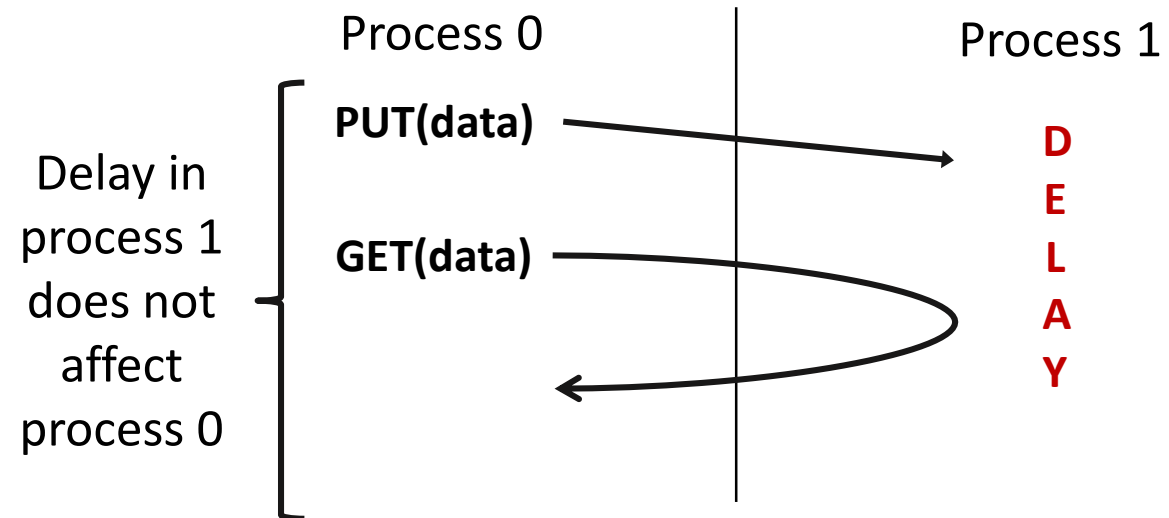 Process 0
Process 1
Delay in
process 1
does not
affect
process 0
PUT(data)
GET(data)
D
E
L
A
Y